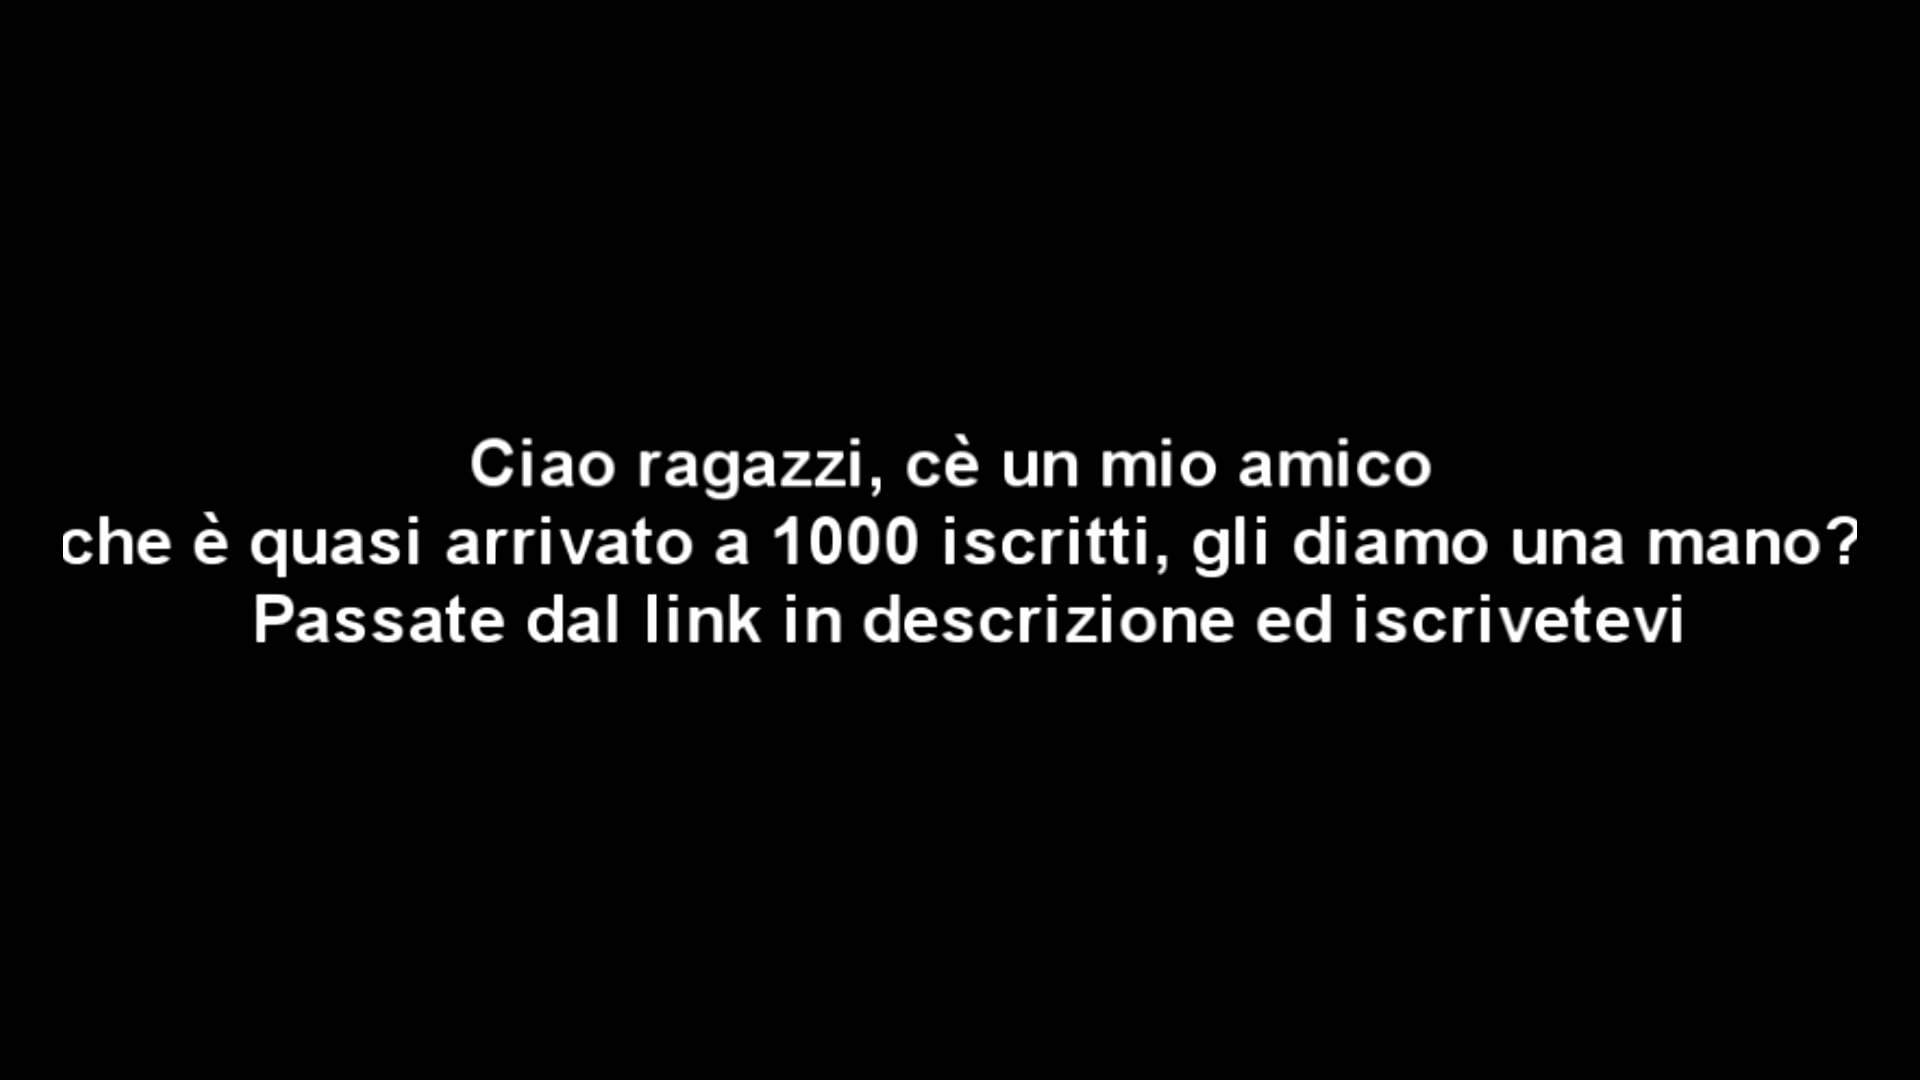 Ciao ragazzi, cè un mio amico
che è quasi arrivato a 1000 iscritti, gli diamo una mano?
Passate dal link in descrizione ed iscrivetevi